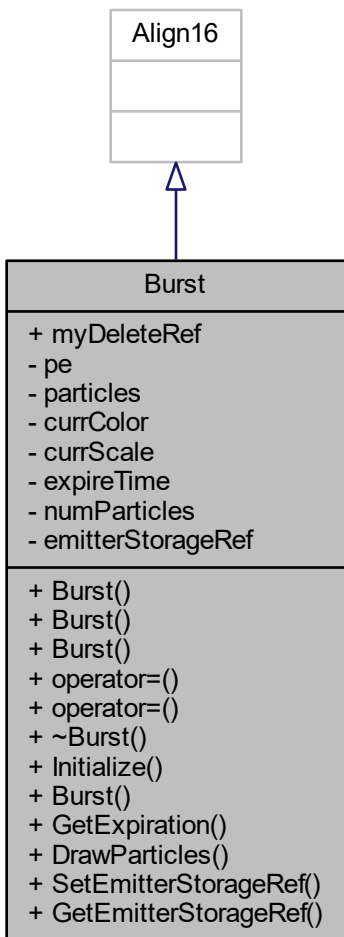 Align16
Burst
+ myDeleteRef
- pe
- particles
- currColor
- currScale
- expireTime
- numParticles
- emitterStorageRef
+ Burst()
+ Burst()
+ Burst()
+ operator=()
+ operator=()
+ ~Burst()
+ Initialize()
+ Burst()
+ GetExpiration()
+ DrawParticles()
+ SetEmitterStorageRef()
+ GetEmitterStorageRef()